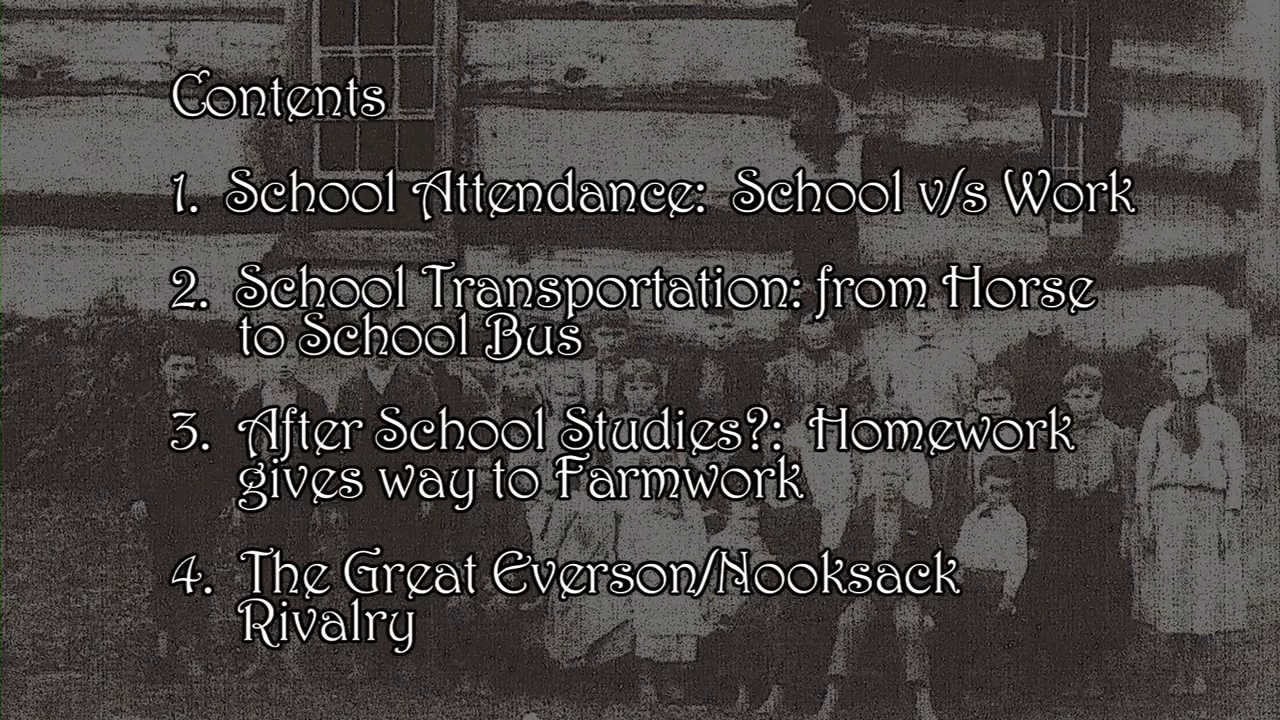 Contents
1. School Attendance: School v/s Work
2. School Transportation: from Horse
to School Bus
3. After School Studies?: Homework
gives way to Farmwork
4. The Great Everson/Nooksack
Rivalry